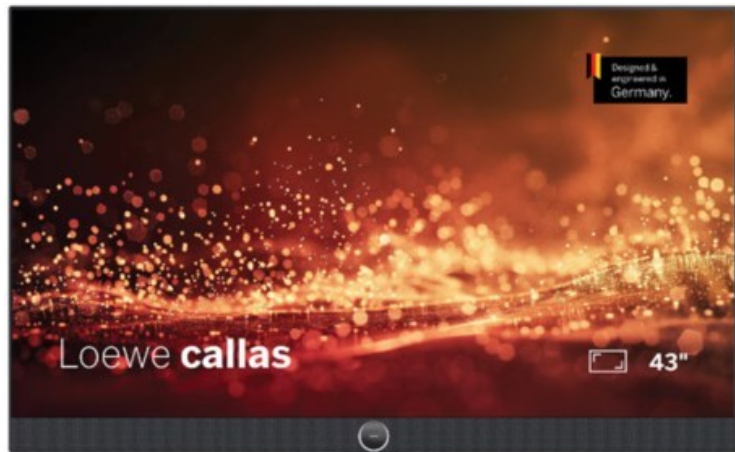 Designed &
engineered in
Germany.
Loewe callas
43"